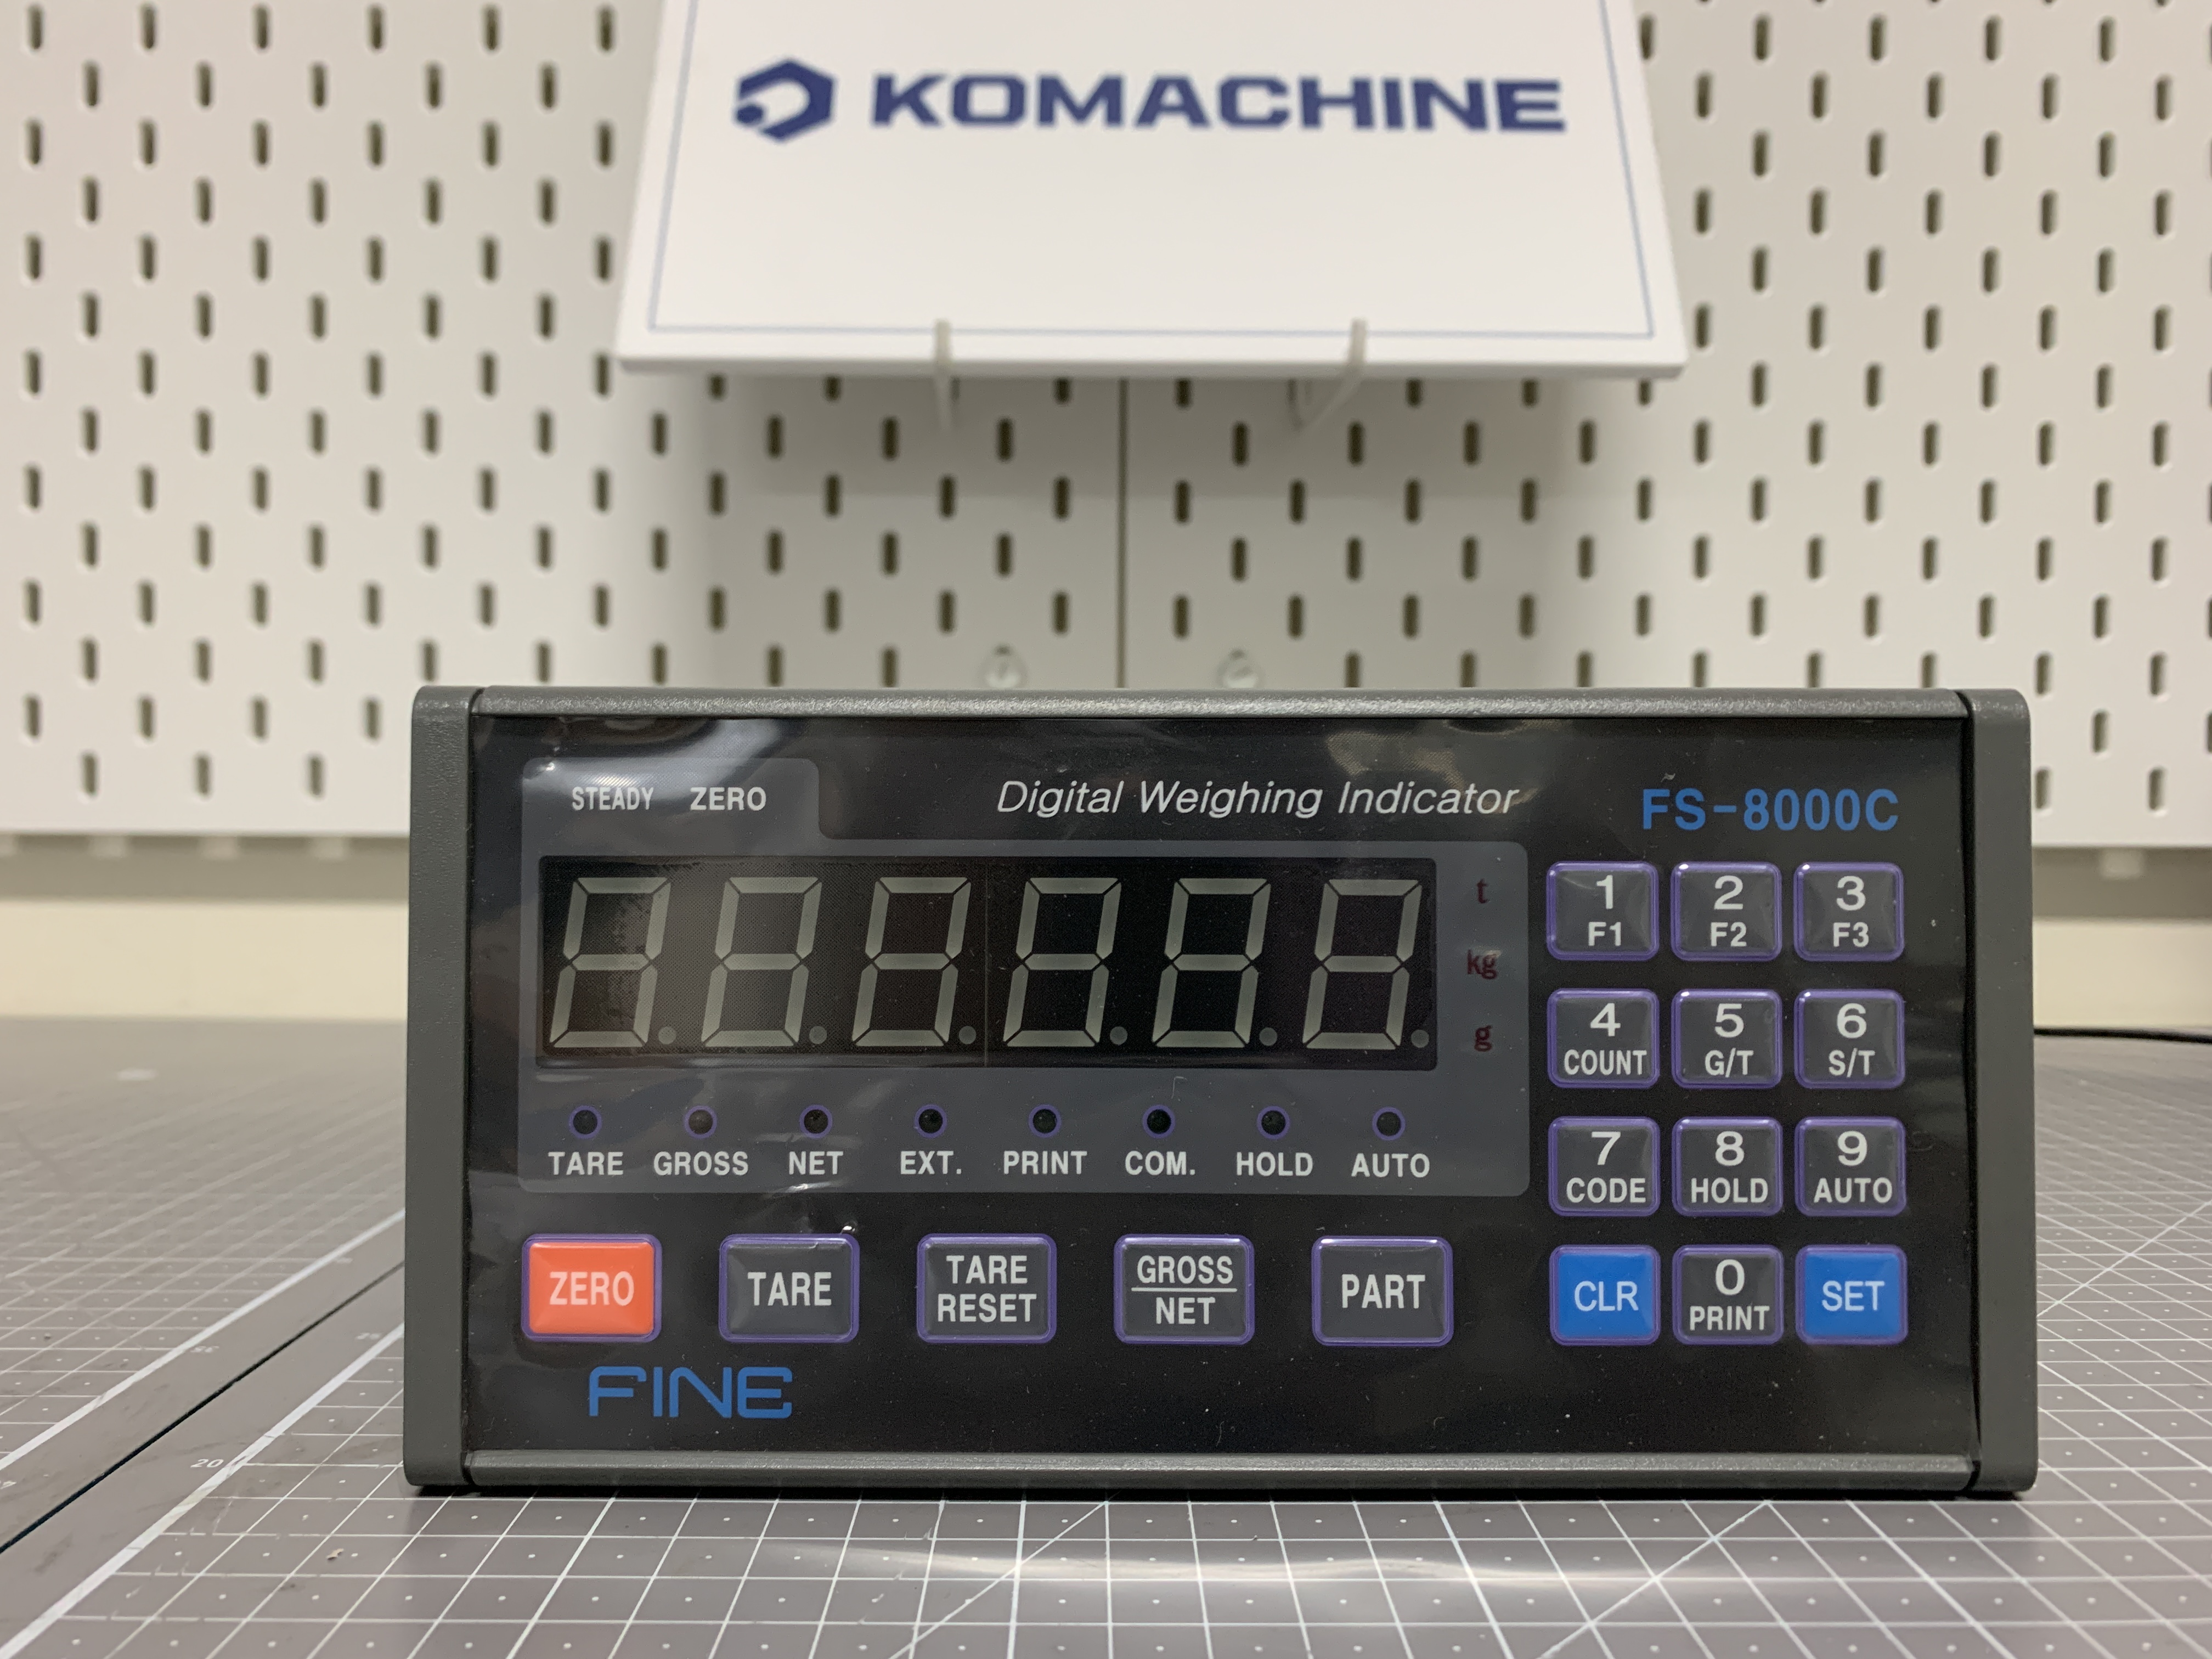 KOMACHINE
Digital Weighing Indicator
FS-8000C
STEADY ZERO
t
kg
g
TARE GROSS NET EXT. PRINT COM. HOLD AUTO
1 2 3
F1 F2 F3
4 5 6
COUNT G/T S/T
7 8 9
CODE HOLD AUTO
CLR 0 SET
PRINT
ZERO
TARE
TARE
RESET
GROSS
NET
PART
FINE
20